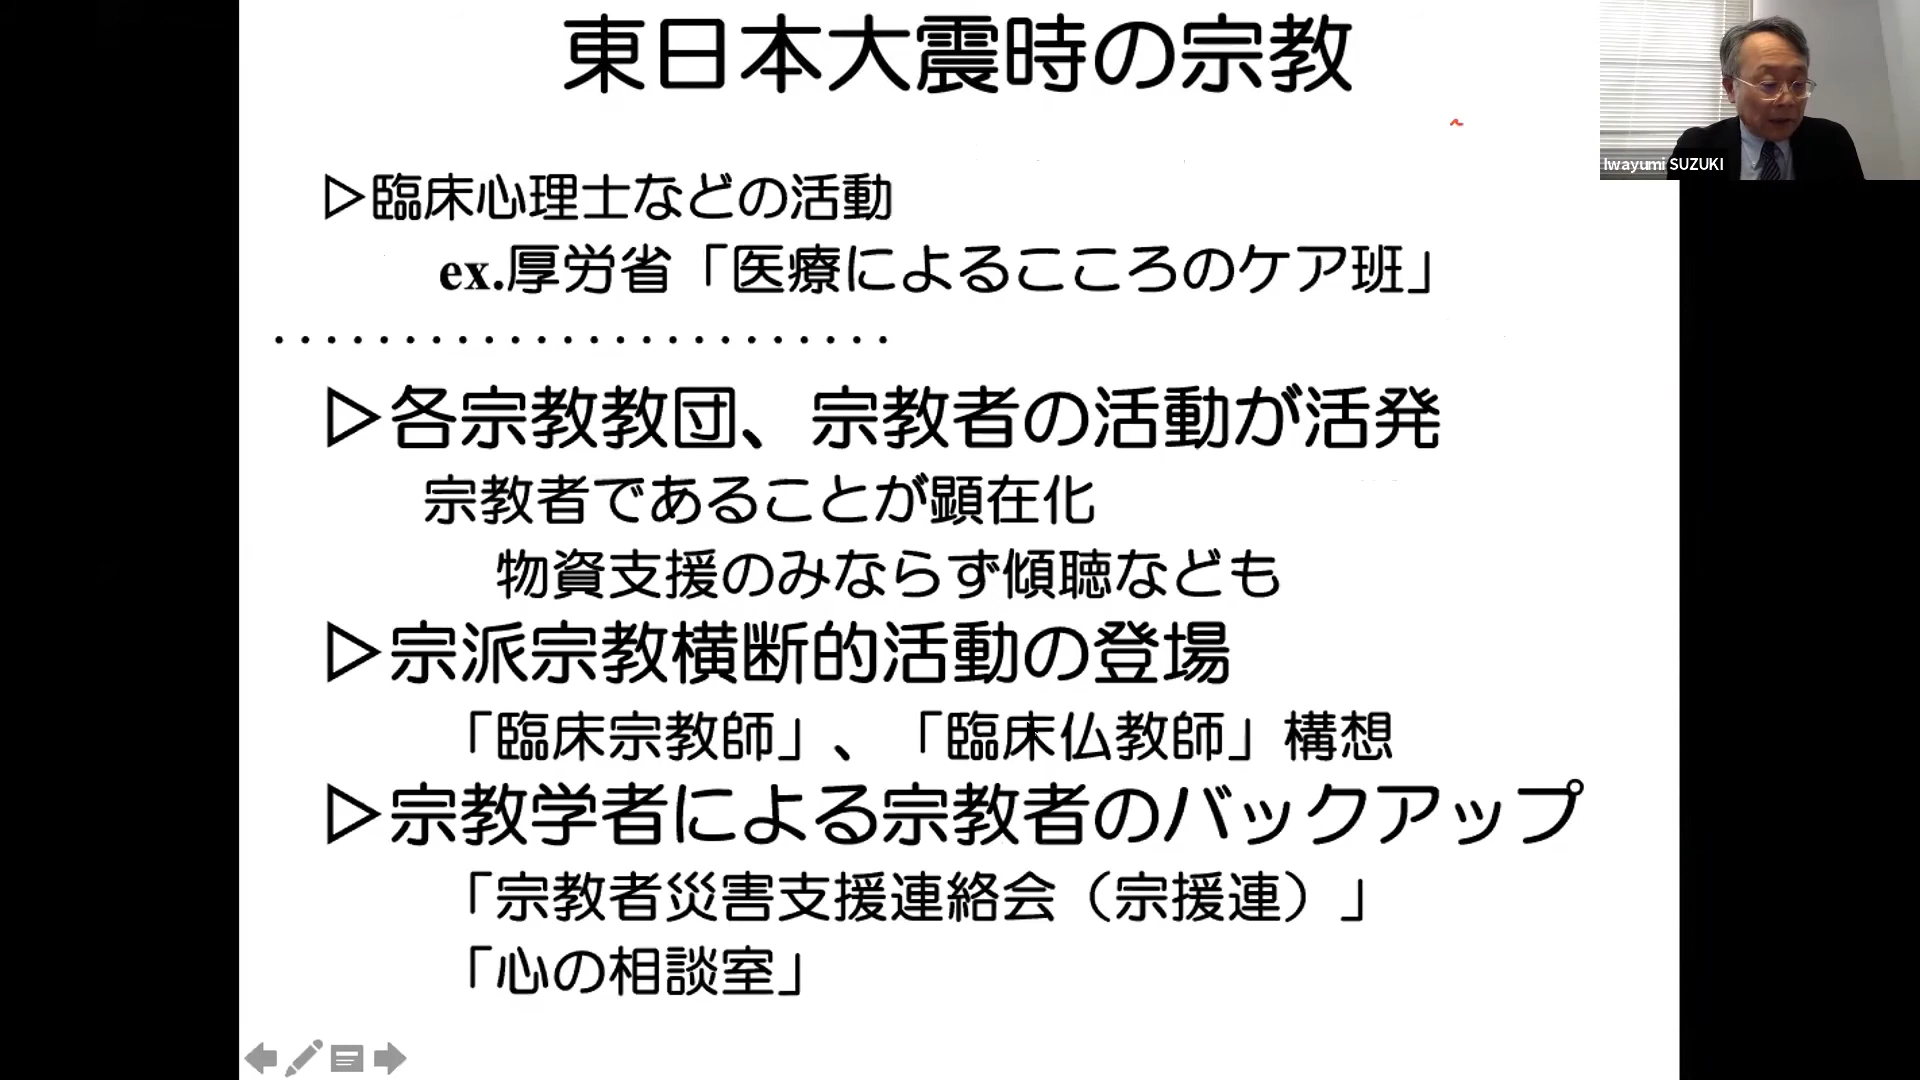 東日本大震時の宗教
Iwayumi SUZUKI
▷臨床心理士などの活動
ex.厚労省「医療によるこころのケア班」
・・・・・・・・・・・・・・・・・・・・・・・・
▷各宗教教団、宗教者の活動が活発
宗教者であることが顕在化
物資支援のみならず傾聴なども
▷宗派宗教横断的活動の登場
「臨床宗教師」、「臨床仏教師」構想
▷宗教学者による宗教者のバックアップ
「宗教者災害支援連絡会（宗援連）」
「心の相談室」